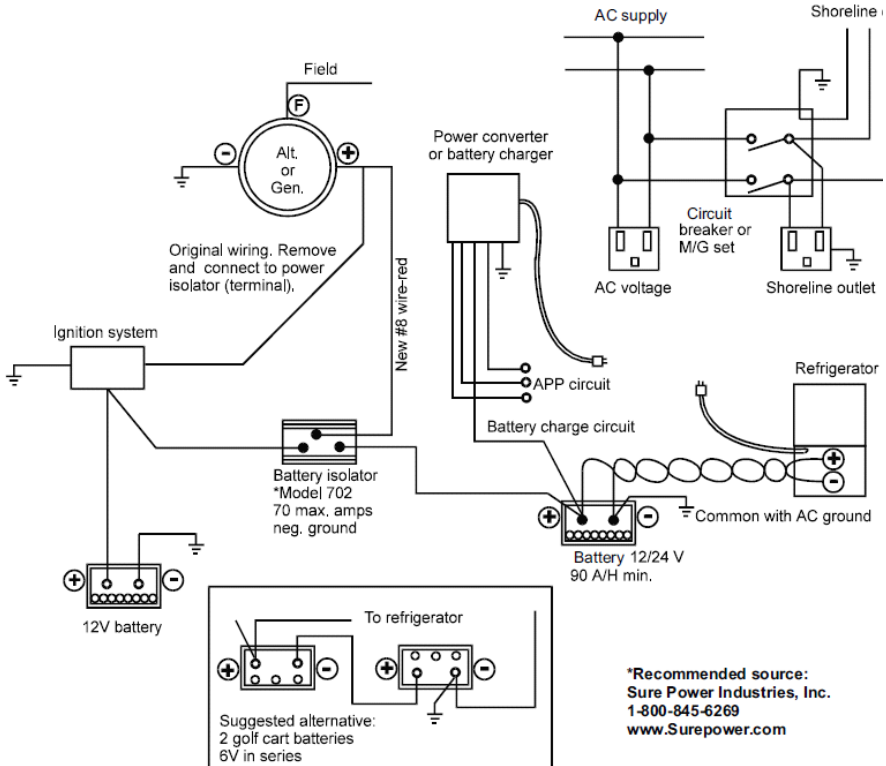 AC supply
Shoreline
Field
F
Alt.
or
Gen.
Power converter
or battery charger
Original wiring. Remove
and connect to power
isolator (terminal).
New #8 wire-red
Circuit
breaker or
M/G set
AC voltage
Shoreline outlet
Ignition system
APP circuit
Refrigerator
Battery charge circuit
Battery isolator
*Model 702
70 max, amps
neg. ground
Common with AC ground
Battery 12/24 V
90 A/H min.
12V battery
To refrigerator
Suggested alternative:
2 golf cart batteries
6V in series
*Recommended source:
Sure Power Industries, Inc.
1-800-845-6269
www.Surepower.com